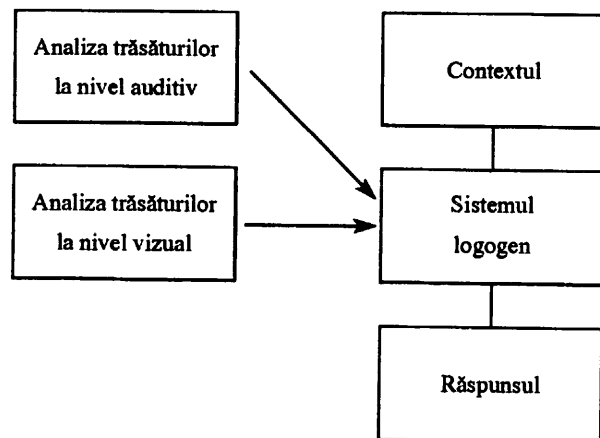 Analiza trăsăturilor
la nivel auditiv
Contextul
Analiza trăsăturilor
la nivel vizual
Sistemul
logogen
Răspunsul